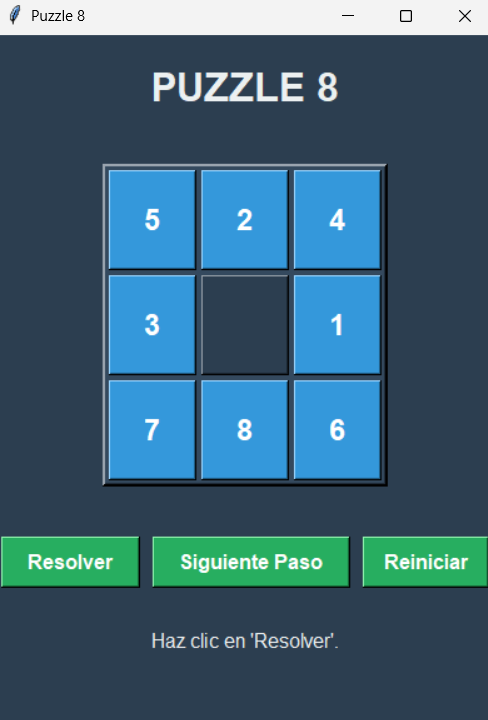 Puzzle 8
PUZZLE 8
5 2 4
3 1
7 8 6
Resolver Siguiente Paso Reiniciar
Haz clic en 'Resolver'.